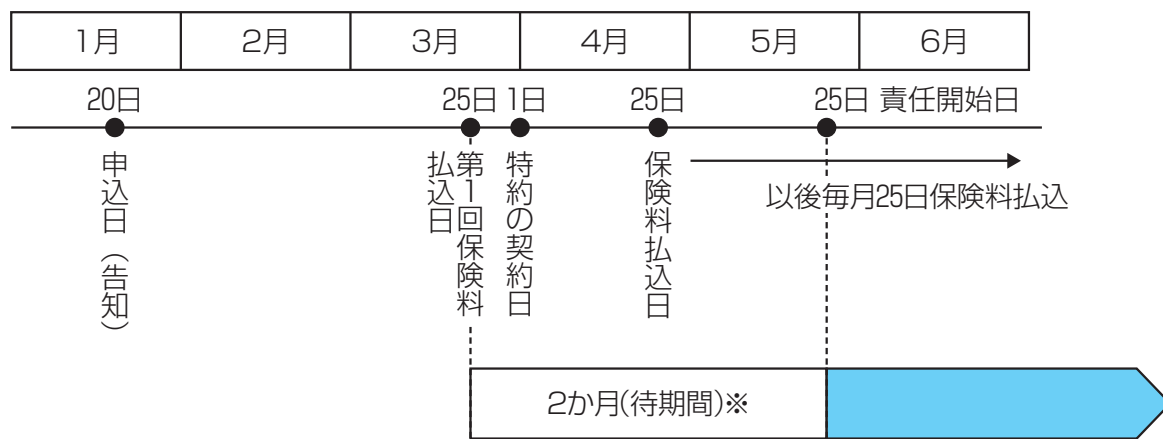 1月 2月 3月 4月 5月 6月
20日 25日 1日 25日 25日 責任開始日
申込日（告知）
第1回保険料
払込日
特約の契約日
保険料払込日
以後毎月25日保険料払込
2か月(待期間)※